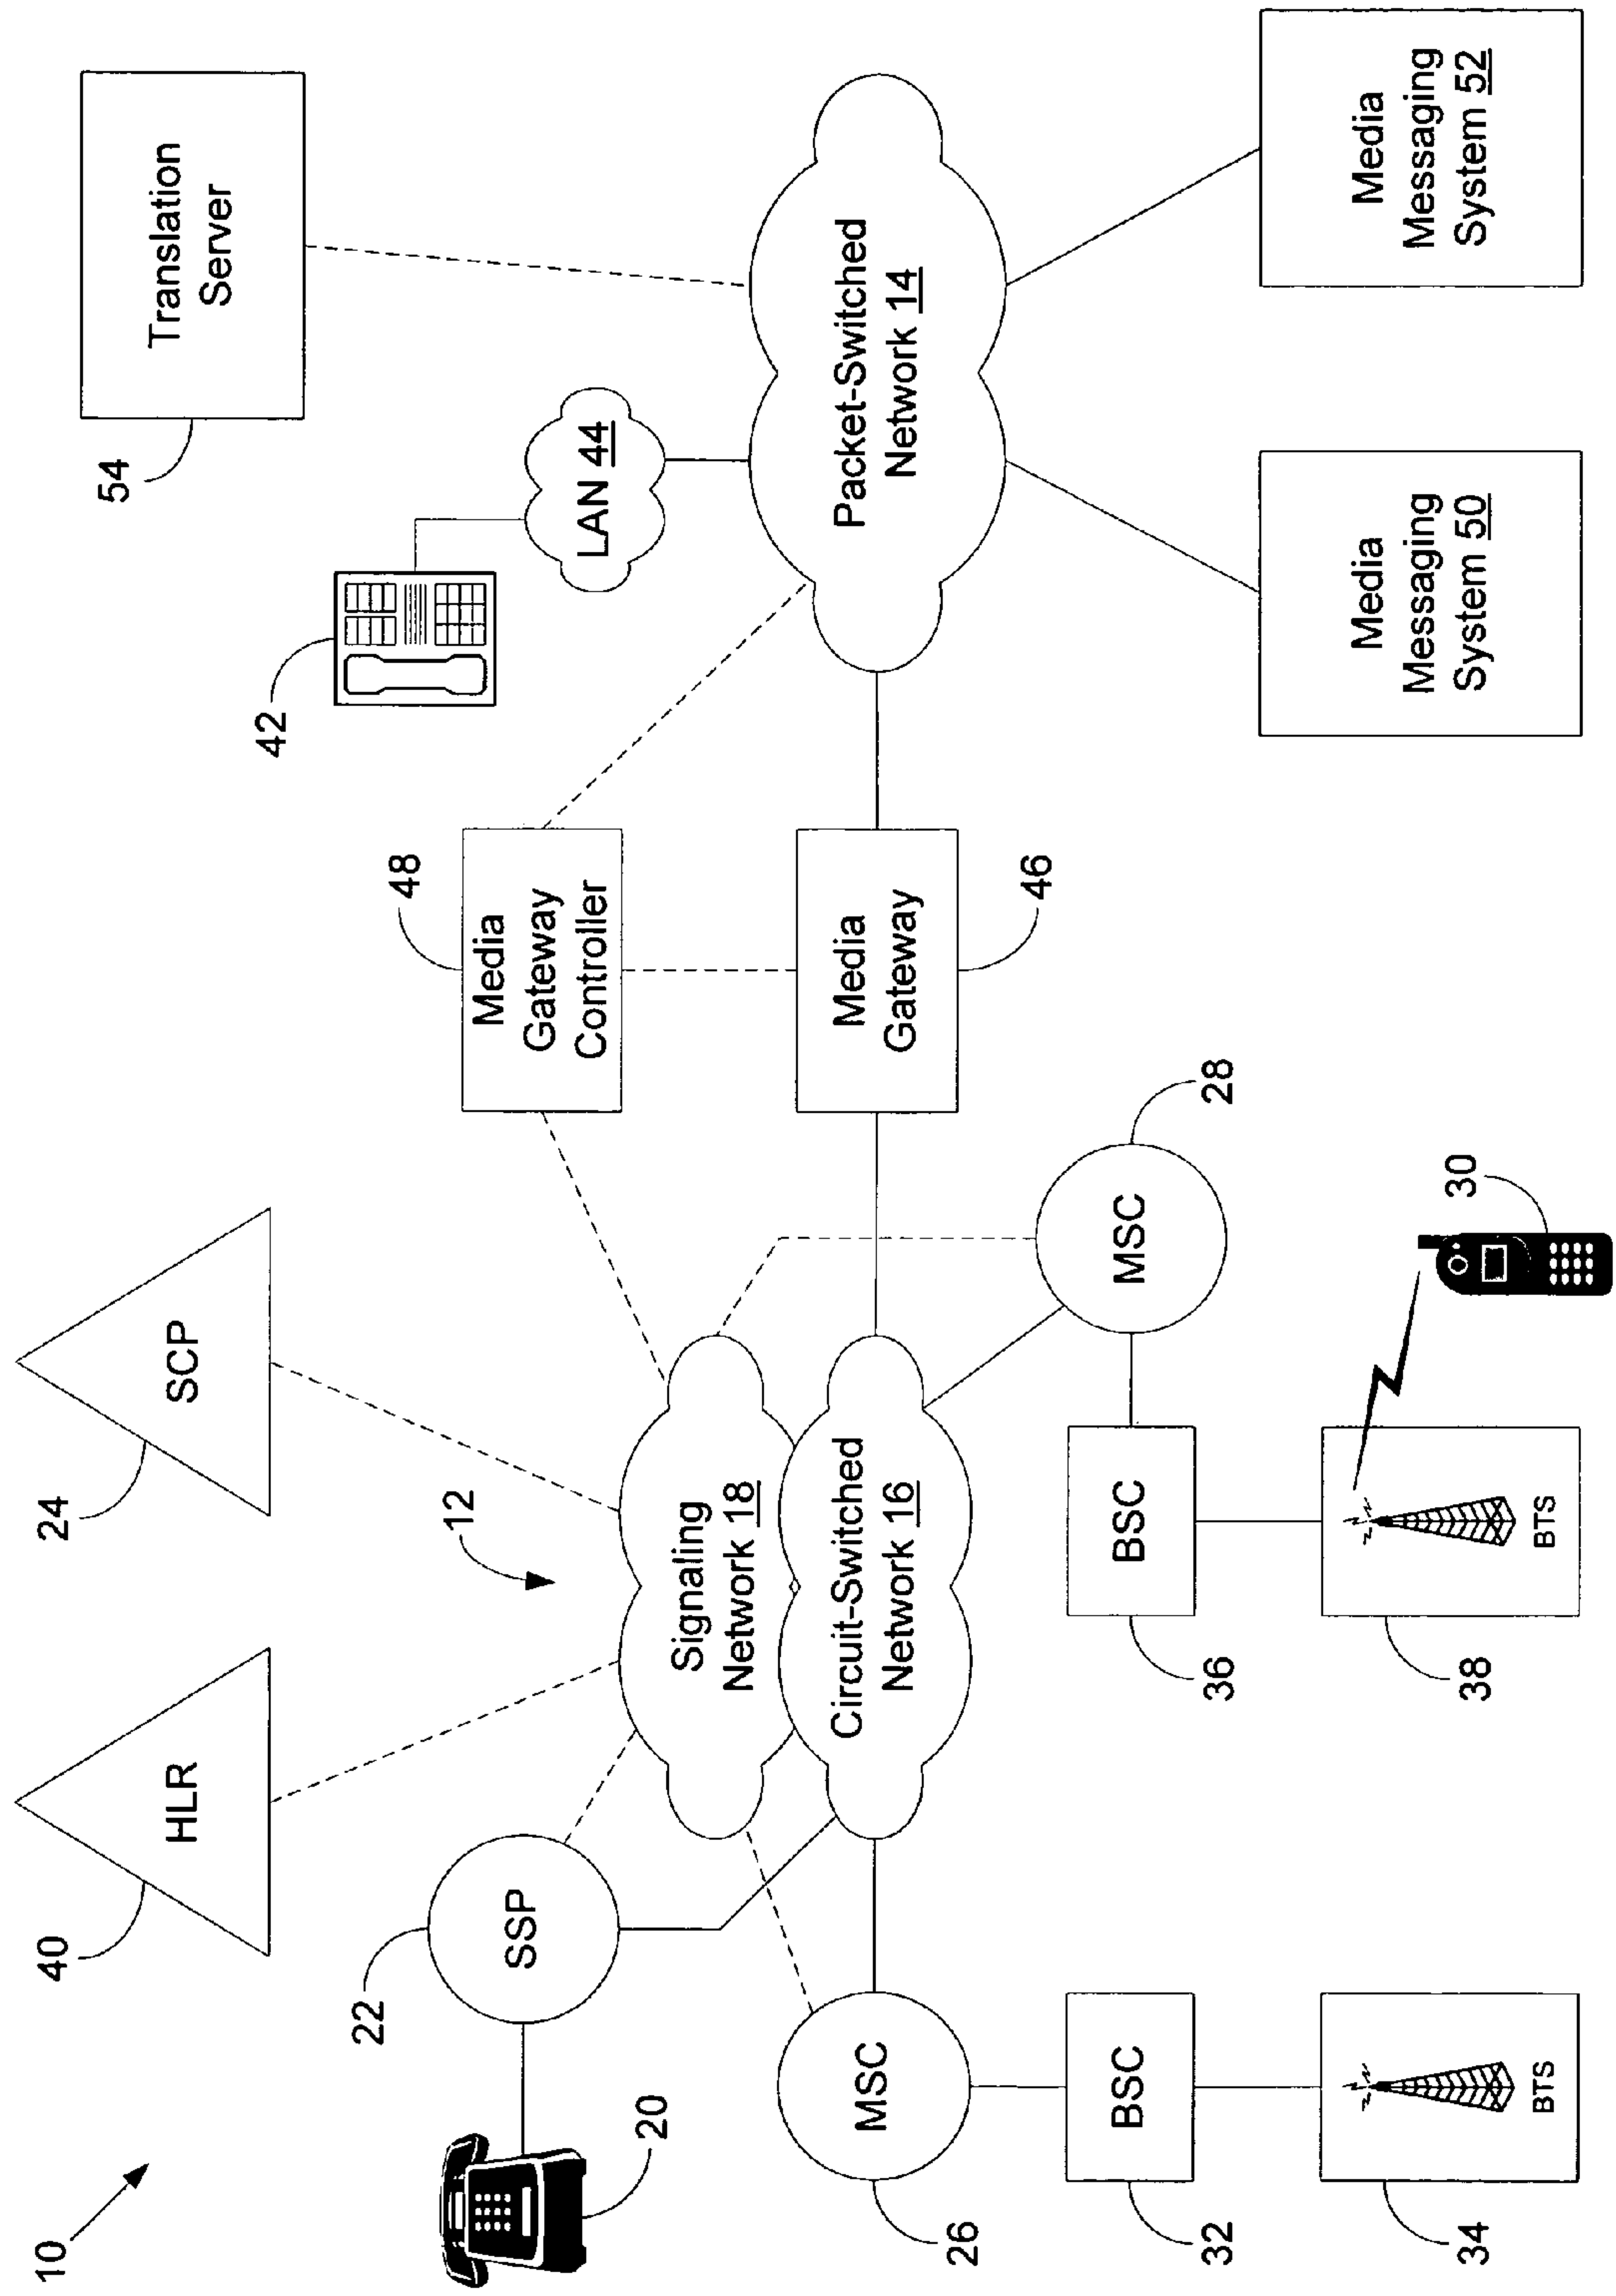 10
40
HLR
24
SCP
54
Translation
Server
12
22
SSP
20
42
48
Media
Gateway
Controller
LAN 44
Signaling
Network 18
Circuit-Switched
Network 16
Media
Gateway
46
Packet-Switched
Network 14
MSC
26
MSC
28
BSC
32
BSC
36
BTS
34
BTS
38
30
Media
Messaging
System 50
Media
Messaging
System 52